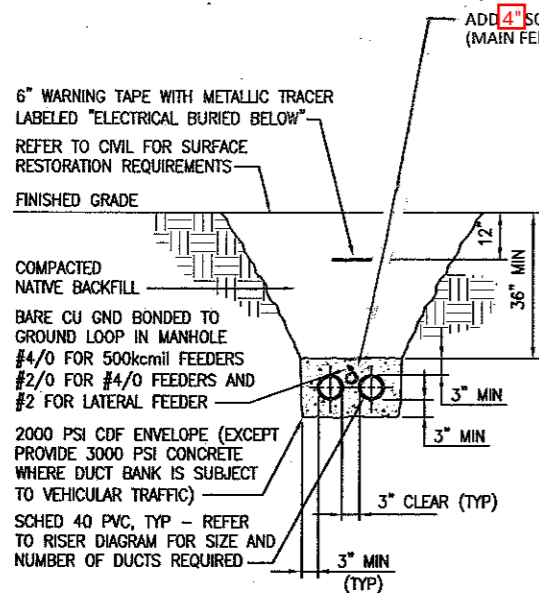 ADD 4" SC
(MAIN FEE
6" WARNING TAPE WITH METALLIC TRACER
LABELED "ELECTRICAL BURIED BELOW"
REFER TO CIVIL FOR SURFACE
RESTORATION REQUIREMENTS
FINISHED GRADE
12"
36" MIN
COMPACTED
NATIVE BACKFILL
BARE CU GND BONDED TO
GROUND LOOP IN MANHOLE
#4/0 FOR 500kcmil FEEDERS
#2/0 FOR #4/0 FEEDERS AND
#2 FOR LATERAL FEEDER
3" MIN
3" MIN
2000 PSI CDF ENVELOPE (EXCEPT
PROVIDE 3000 PSI CONCRETE
WHERE DUCT BANK IS SUBJECT
TO VEHICULAR TRAFFIC)
3" CLEAR (TYP)
SCHED 40 PVC, TYP – REFER
TO RISER DIAGRAM FOR SIZE AND
NUMBER OF DUCTS REQUIRED
3" MIN
(TYP)